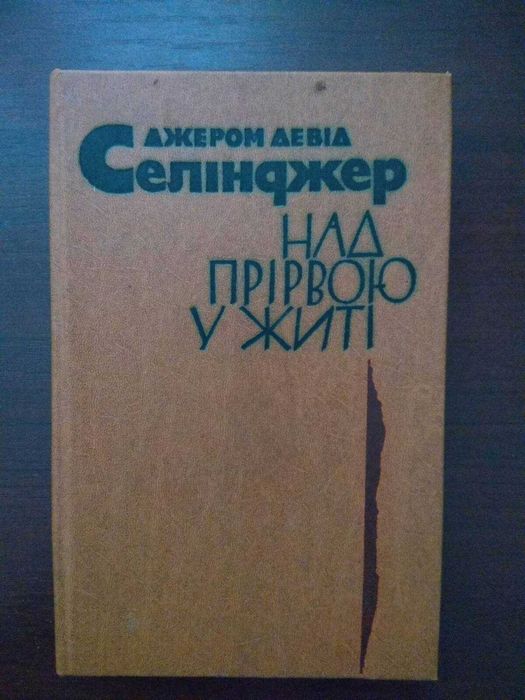 ДЖЕРОМ ДЕВІД
Селінджер
НАД
ПРІРВОЮ
У ЖИТІ